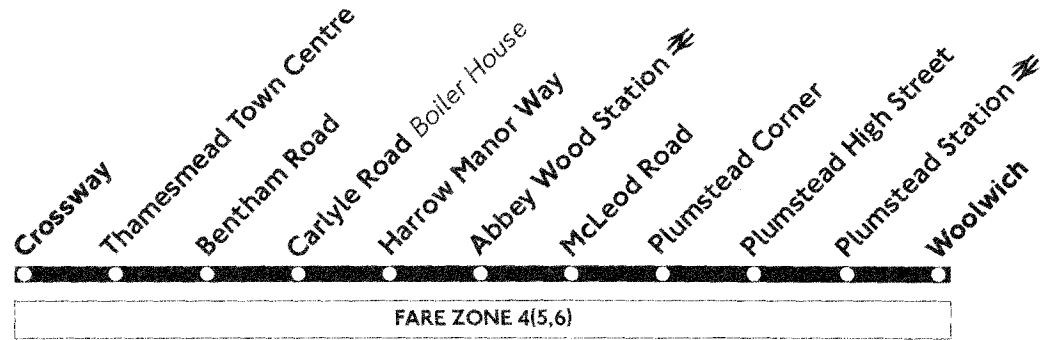 Crossway
Thamesmead Town Centre
Bentham Road
Carlyle Road Boiler House
Harrow Manor Way
Abbey Wood Station
McLeod Road
Plumstead Corner
Plumstead High Street
Plumstead Station
Woolwich
FARE ZONE 4(5,6)